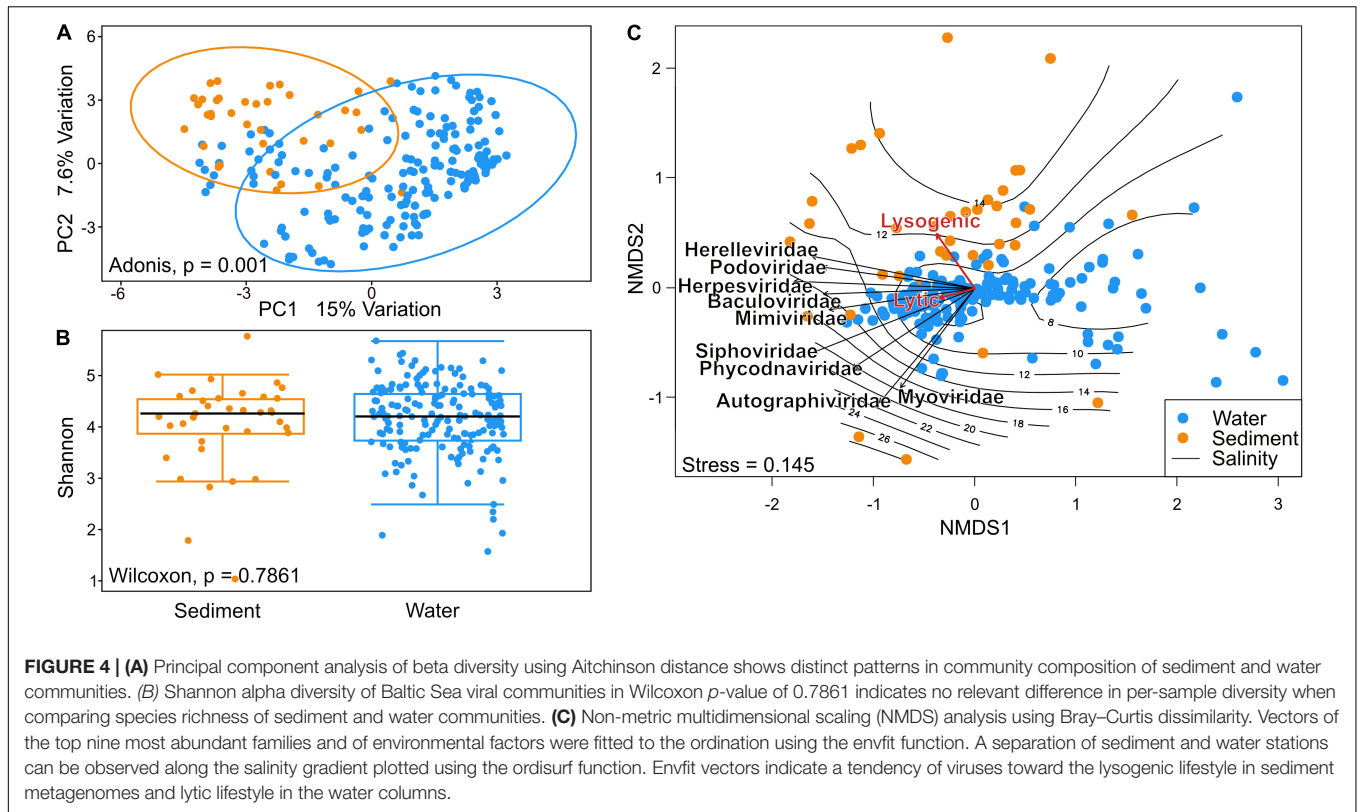 A
6
3
0
-3
PC2 7.6% Variation
Adonis, p = 0.001
-6
-3
0
3
PC1 15% Variation
B
5
4
3
2
1
Shannon
Wilcoxon, p = 0.7861
Sediment
Water
C
2
1
0
-1
NMDS2
14
12
Lysogenic
Herelleviridae
Podoviridae
Herpesviridae
Baculoviridae
Lytic
Mimiviridae
8
Siphoviridae
10
Phycodnaviridae
12
14
Autographiviridae
Myoviridae
16
24
18
22
20
26
Water
Sediment
Salinity
Stress = 0.145
-2
-1
0
1
2
3
NMDS1
FIGURE 4 | (A) Principal component analysis of beta diversity using Aitchinson distance shows distinct patterns in community composition of sediment and water
communities. (B) Shannon alpha diversity of Baltic Sea viral communities in Wilcoxon p-value of 0.7861 indicates no relevant difference in per-sample diversity when
comparing species richness of sediment and water communities. (C) Non-metric multidimensional scaling (NMDS) analysis using Bray–Curtis dissimilarity. Vectors of
the top nine most abundant families and of environmental factors were fitted to the ordination using the envfit function. A separation of sediment and water stations
can be observed along the salinity gradient plotted using the ordisurf function. Envfit vectors indicate a tendency of viruses toward the lysogenic lifestyle in sediment
metagenomes and lytic lifestyle in the water columns.